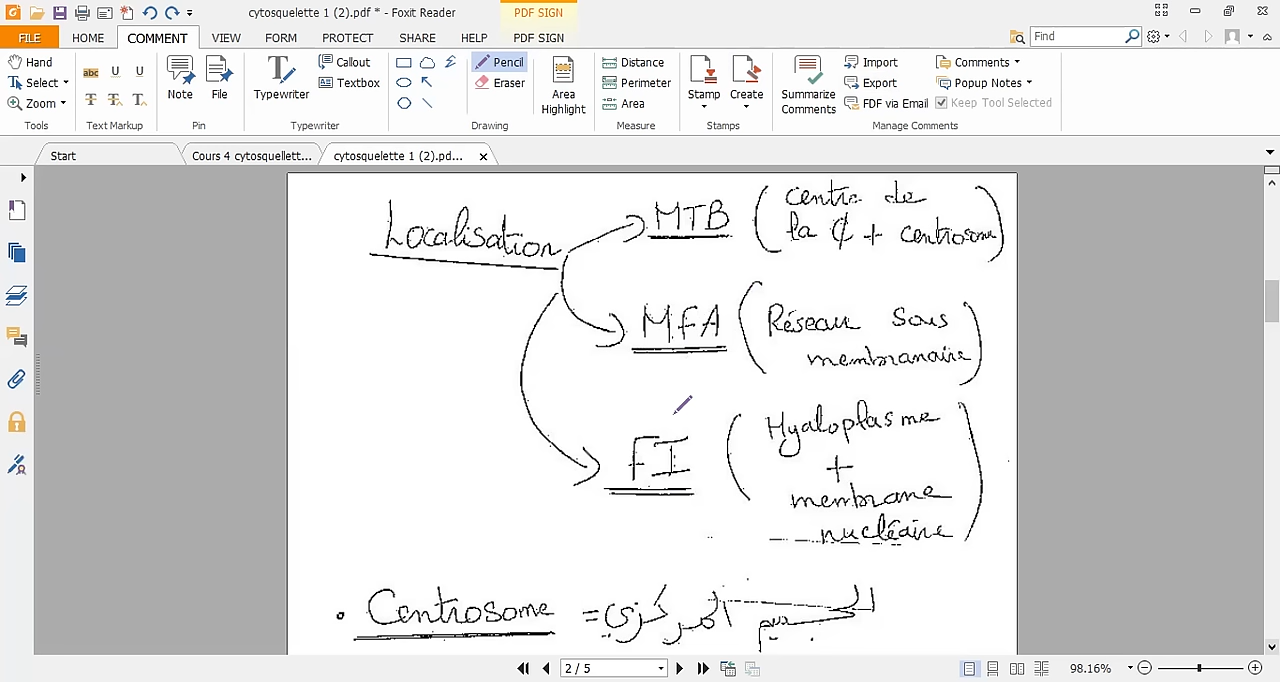 cytosquelette 1 (2).pdf * - Foxit Reader
PDF SIGN
FILE HOME COMMENT VIEW FORM PROTECT SHARE HELP PDF SIGN
Find
Hand
Select
Zoom
Tools
abc U U
T T T
Text Markup
Note
File
Pin
Typewriter
Callout
Textbox
Typewriter
Pencil
Eraser
Drawing
Area
Highlight
Distance
Perimeter
Area
Measure
Stamp
Create
Stamps
Summarize
Comments
Import
Export
FDF via Email
Comments
Popup Notes
Keep Tool Selected
Manage Comments
Start
Cours 4 cytosquellett...
cytosquelette 1 (2).pd...
Localisation
MTB (centre de
la ₵ + centrosome)
MFA (Réseau sous
membranaire)
FI (Hyaloplasme
+
membrane
nucléaire)
• Centrosome = الجسيم المركزي
2 / 5
98.16%